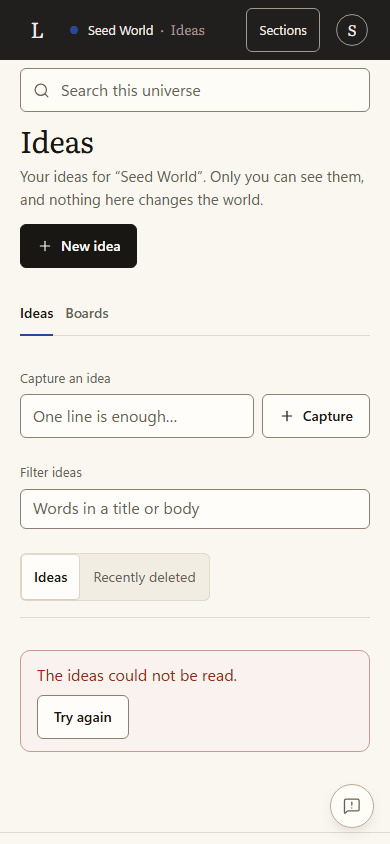 L Seed World · Ideas Sections S
Search this universe
Ideas
Your ideas for “Seed World”. Only you can see them,
and nothing here changes the world.
New idea
Ideas Boards
Capture an idea
One line is enough… Capture
Filter ideas
Words in a title or body
Ideas Recently deleted
The ideas could not be read.
Try again